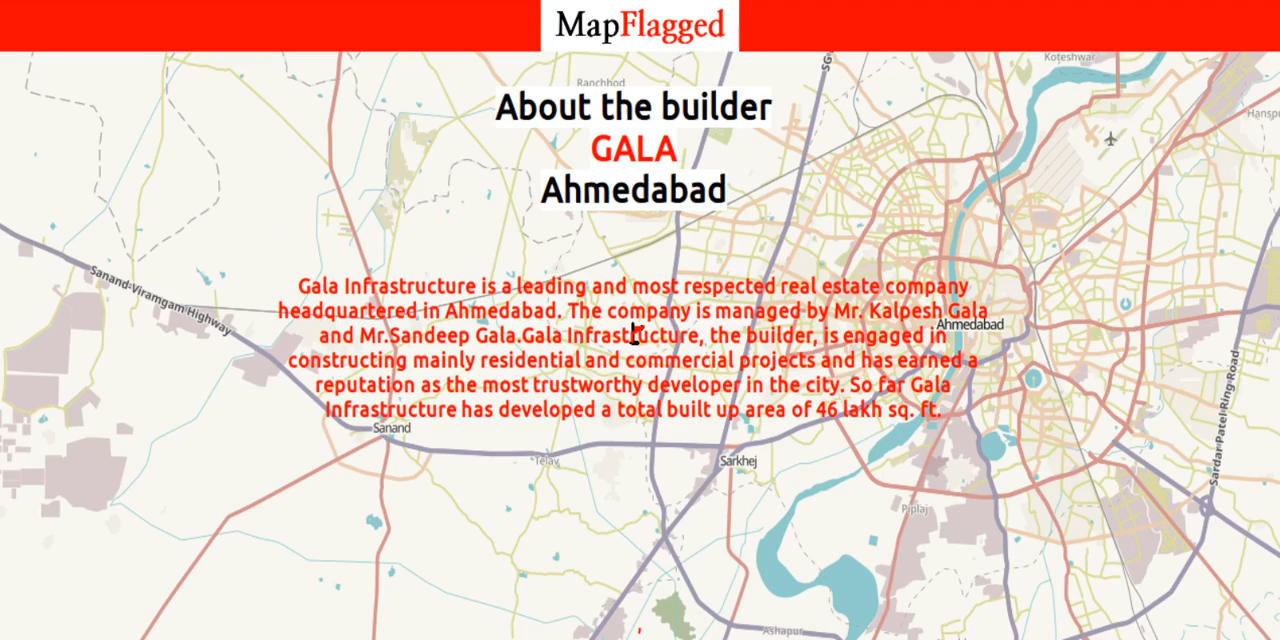 MapFlagged
Koteshwar
Ranchhod
About the builder
GALA
Ahmedabad
Sanand-Viramgam Highway
Gala Infrastructure is a leading and most respected real estate company
headquartered in Ahmedabad. The company is managed by Mr. Kalpesh Gala
and Mr.Sandeep Gala.Gala Infrastructure, the builder, is engaged in
constructing mainly residential and commercial projects and has earned a
reputation as the most trustworthy developer in the city. So far Gala
Infrastructure has developed a total built up area of 46 lakh sq. ft.
Ahmedabad
Sanand
Telav
Sarkhej
Sardar Patel Ring Road
Piplaj
Ashapur